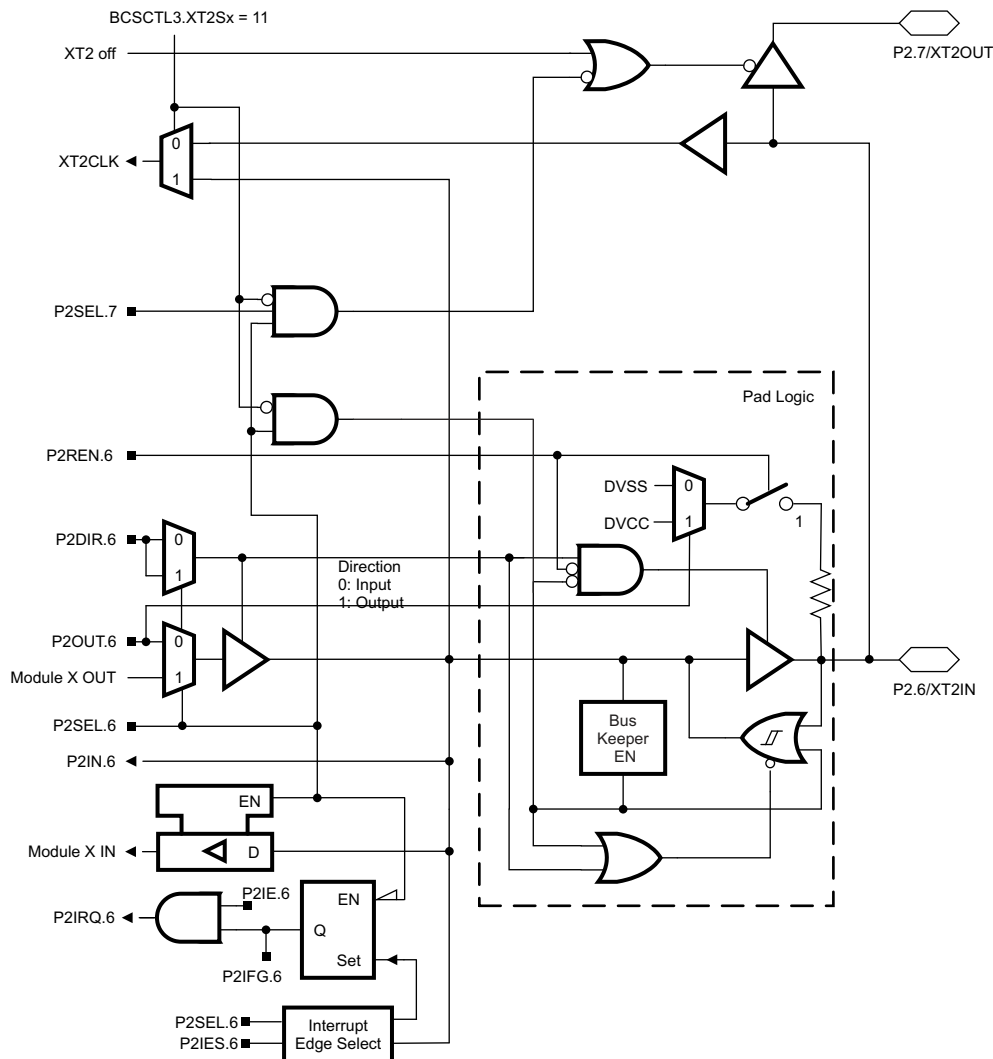 BCSCTL3.XT2Sx = 11
XT2 off
P2.7/XT2OUT
0
XT2CLK
1
P2SEL.7
Pad Logic
P2REN.6
DVSS
0
DVCC
1
1
P2DIR.6
0
1
Direction
0: Input
1: Output
P2OUT.6
0
Module X OUT
1
P2.6/XT2IN
P2SEL.6
Bus
Keeper
EN
P2IN.6
EN
Module X IN
D
P2IE.6
EN
P2IRQ.6
Q
P2IFG.6
Set
P2SEL.6
P2IES.6
Interrupt
Edge Select